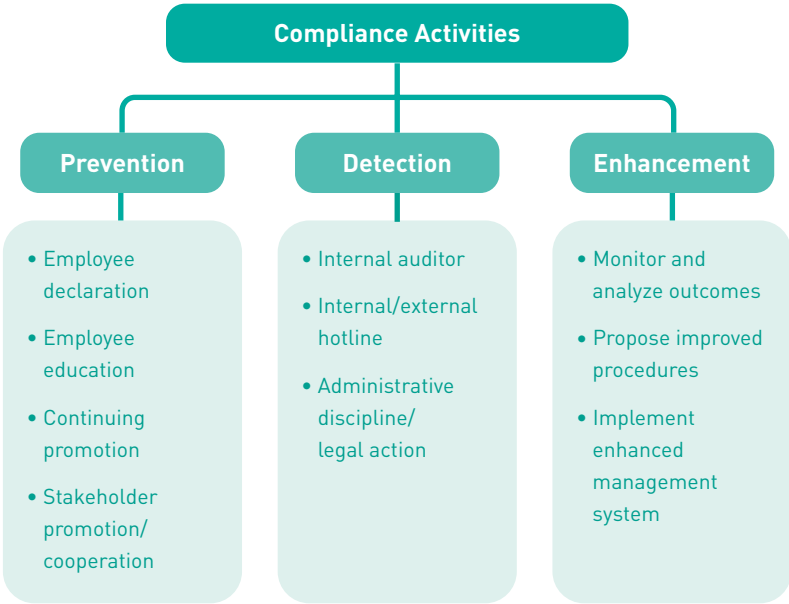 Compliance Activities
Prevention
Detection
Enhancement
• Employee
declaration
• Employee
education
• Continuing
promotion
• Stakeholder
promotion/
cooperation
• Internal auditor
• Internal/external
hotline
• Administrative
discipline/
legal action
• Monitor and
analyze outcomes
• Propose improved
procedures
• Implement
enhanced
management
system